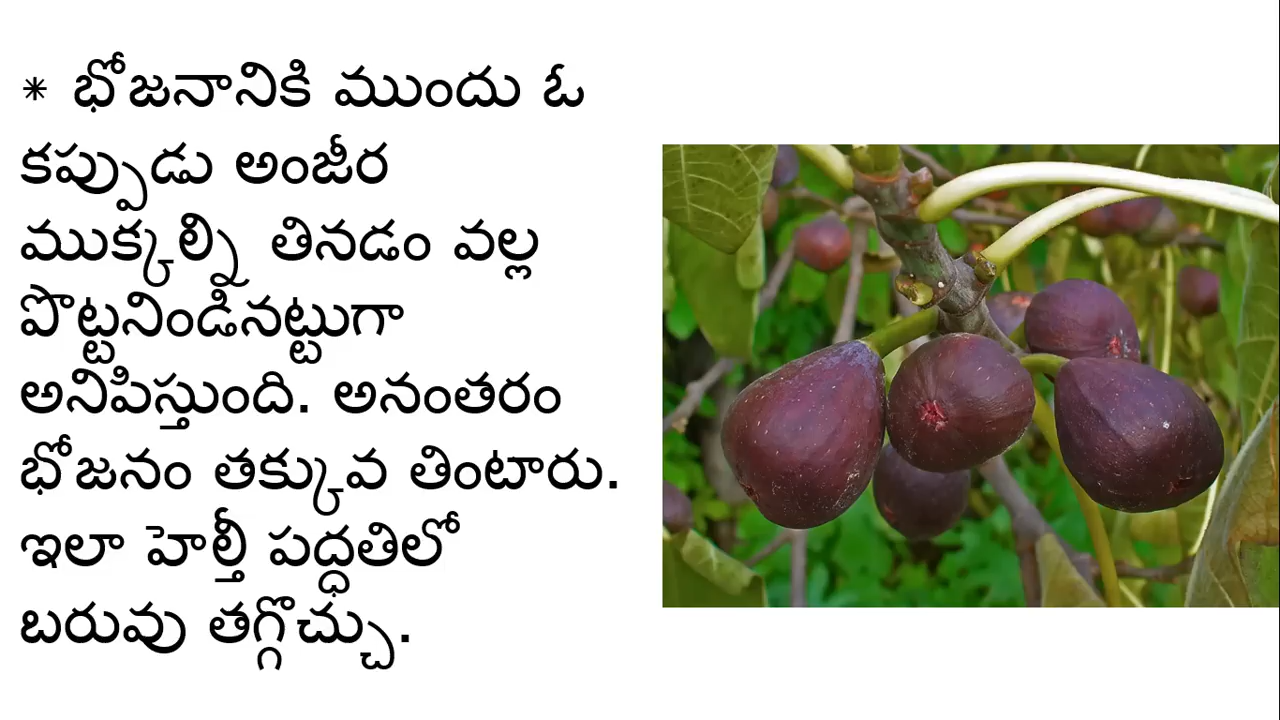 * భోజనానికి ముందు ఓ
కప్పుడు అంజీర
ముక్కల్ని తినడం వల్ల
పొట్టనిండినట్టుగా
అనిపిస్తుంది. అనంతరం
భోజనం తక్కువ తింటారు.
ఇలా హెల్తీ పద్ధతిలో
బరువు తగ్గొచ్చు.